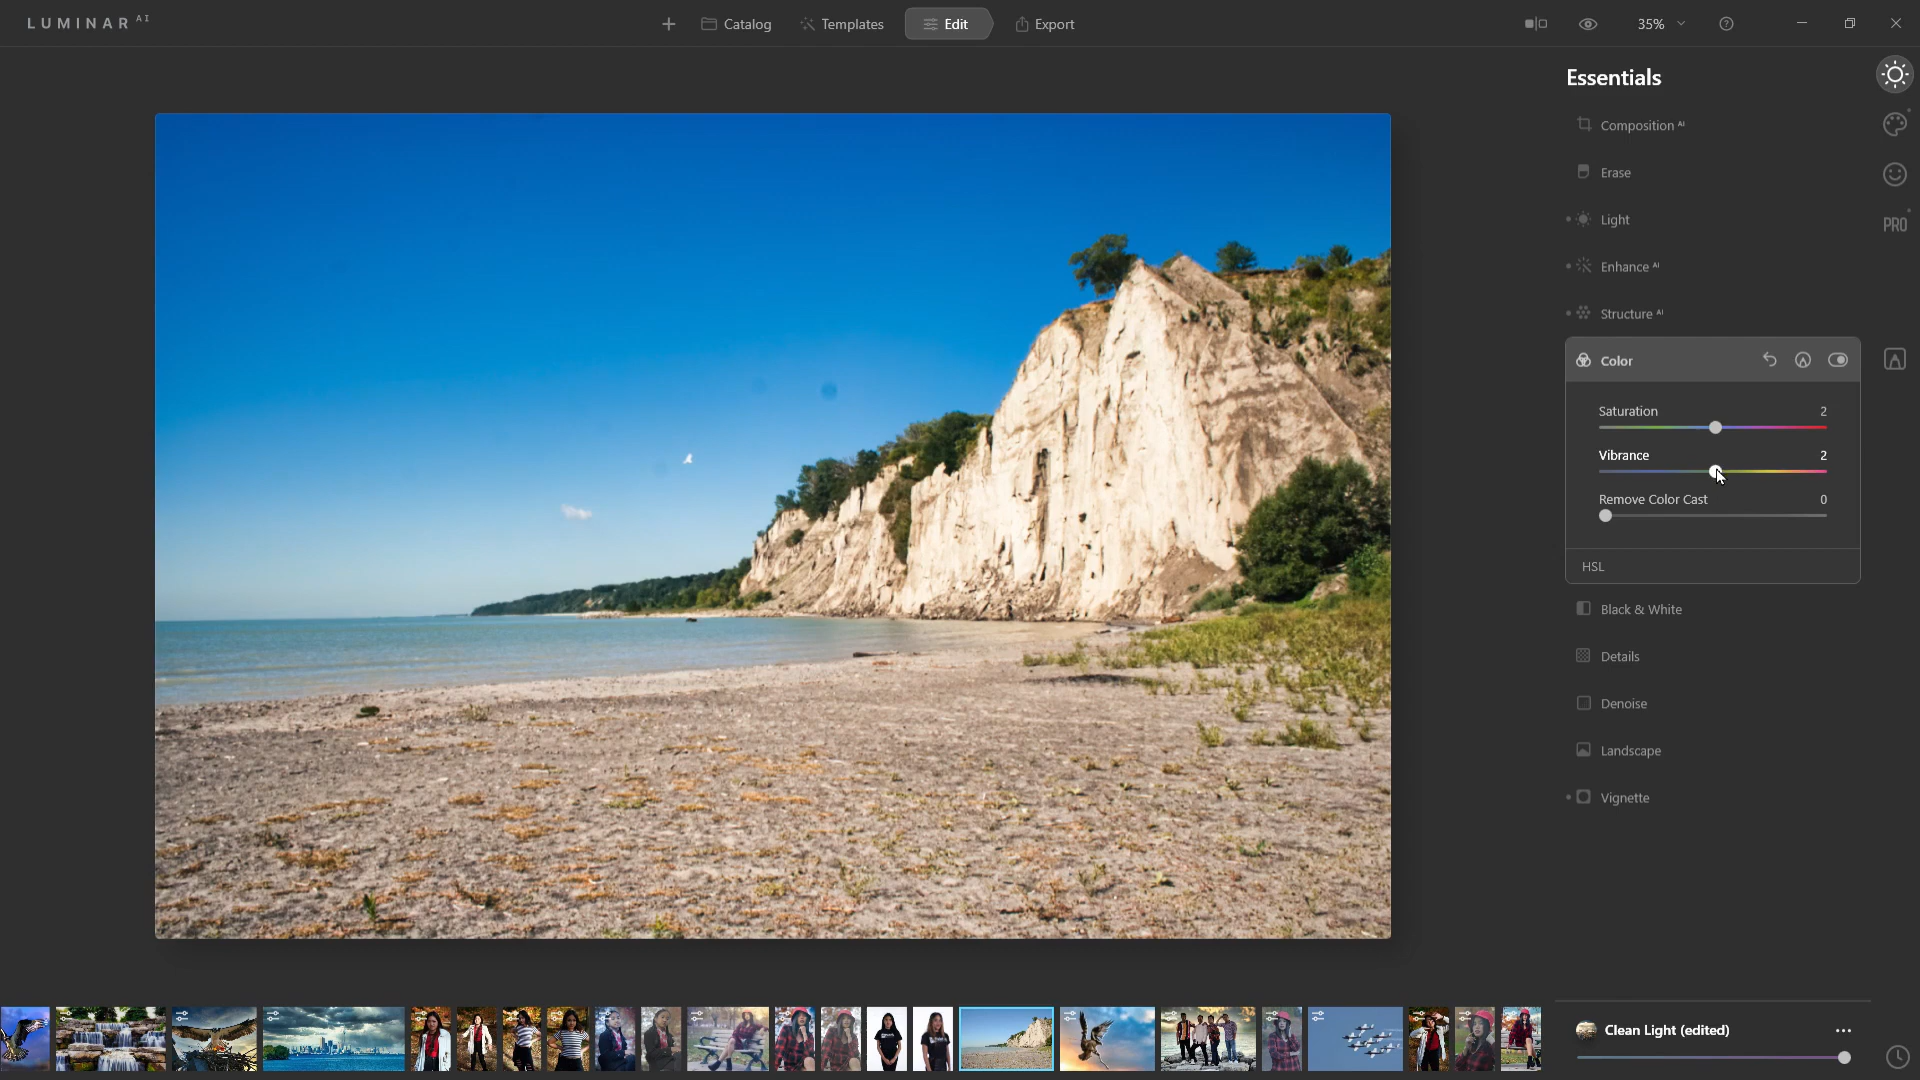 LUMINAR AI
Catalog
Templates
Edit
Export
35%
Essentials
Composition AI
Erase
Light
Enhance AI
Structure AI
Color
Saturation 2
Vibrance 2
Remove Color Cast 0
HSL
Black & White
Details
Denoise
Landscape
Vignette
PRO
Clean Light (edited)